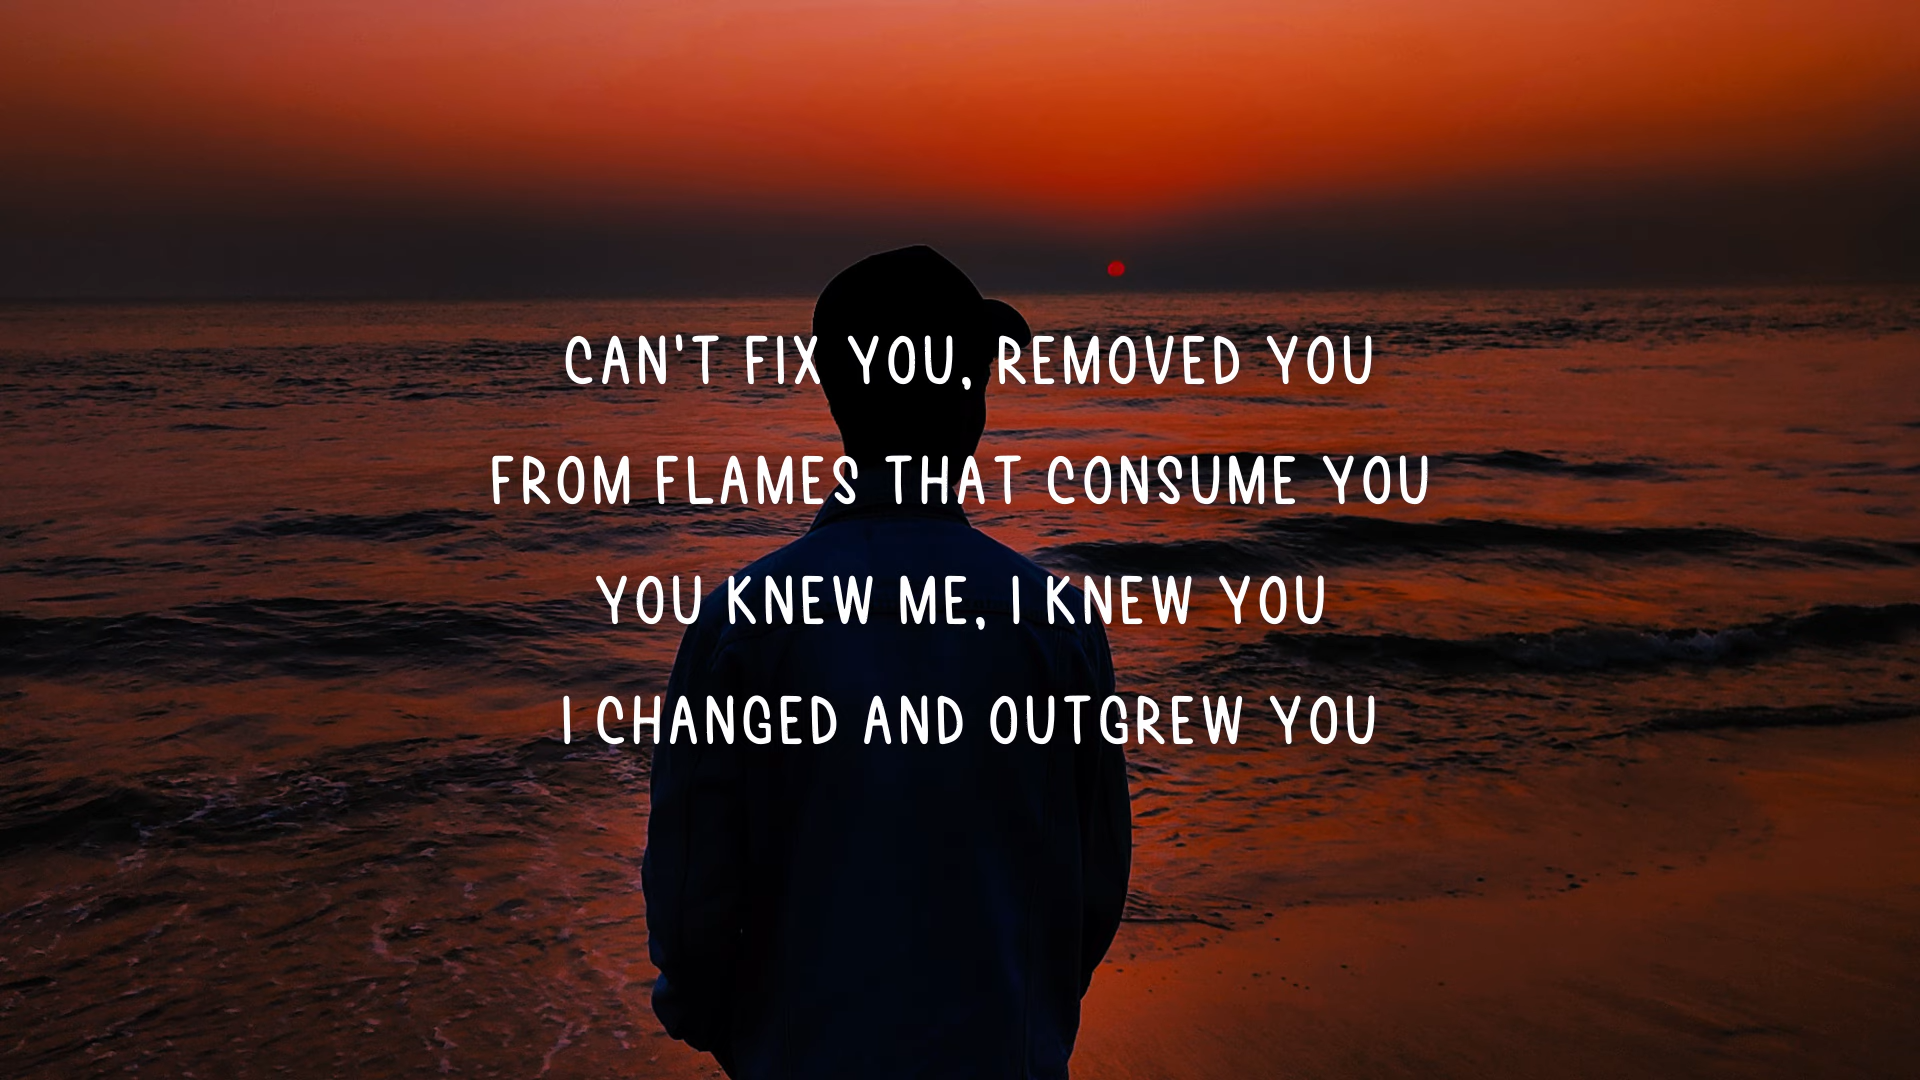 CAN'T FIX YOU, REMOVED YOU
FROM FLAMES THAT CONSUME YOU
YOU KNEW ME, I KNEW YOU
I CHANGED AND OUTGREW YOU